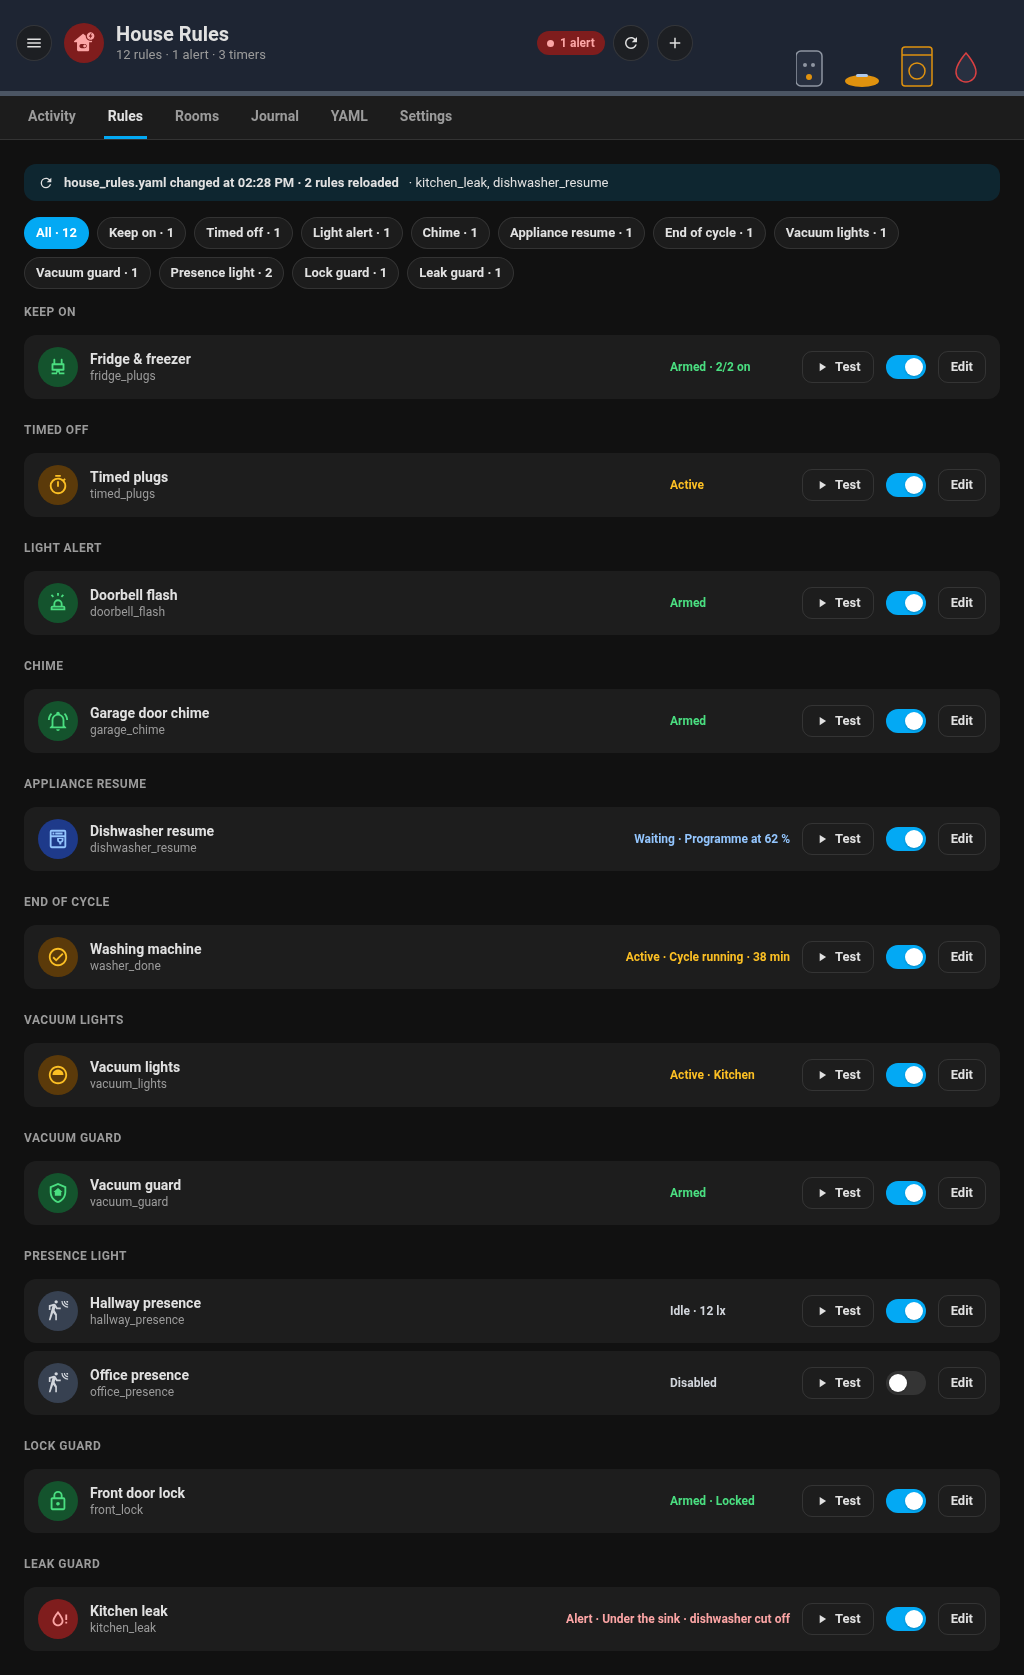 House Rules
12 rules · 1 alert · 3 timers
1 alert
Activity Rules Rooms Journal YAML Settings
house_rules.yaml changed at 02:28 PM · 2 rules reloaded · kitchen_leak, dishwasher_resume
All · 12 Keep on · 1 Timed off · 1 Light alert · 1 Chime · 1 Appliance resume · 1 End of cycle · 1 Vacuum lights · 1
Vacuum guard · 1 Presence light · 2 Lock guard · 1 Leak guard · 1
KEEP ON
Fridge & freezer
fridge_plugs
Armed · 2/2 on Test Edit
TIMED OFF
Timed plugs
timed_plugs
Active Test Edit
LIGHT ALERT
Doorbell flash
doorbell_flash
Armed Test Edit
CHIME
Garage door chime
garage_chime
Armed Test Edit
APPLIANCE RESUME
Dishwasher resume
dishwasher_resume
Waiting · Programme at 62 % Test Edit
END OF CYCLE
Washing machine
washer_done
Active · Cycle running · 38 min Test Edit
VACUUM LIGHTS
Vacuum lights
vacuum_lights
Active · Kitchen Test Edit
VACUUM GUARD
Vacuum guard
vacuum_guard
Armed Test Edit
PRESENCE LIGHT
Hallway presence
hallway_presence
Idle · 12 lx Test Edit
Office presence
office_presence
Disabled Test Edit
LOCK GUARD
Front door lock
front_lock
Armed · Locked Test Edit
LEAK GUARD
Kitchen leak
kitchen_leak
Alert · Under the sink · dishwasher cut off Test Edit